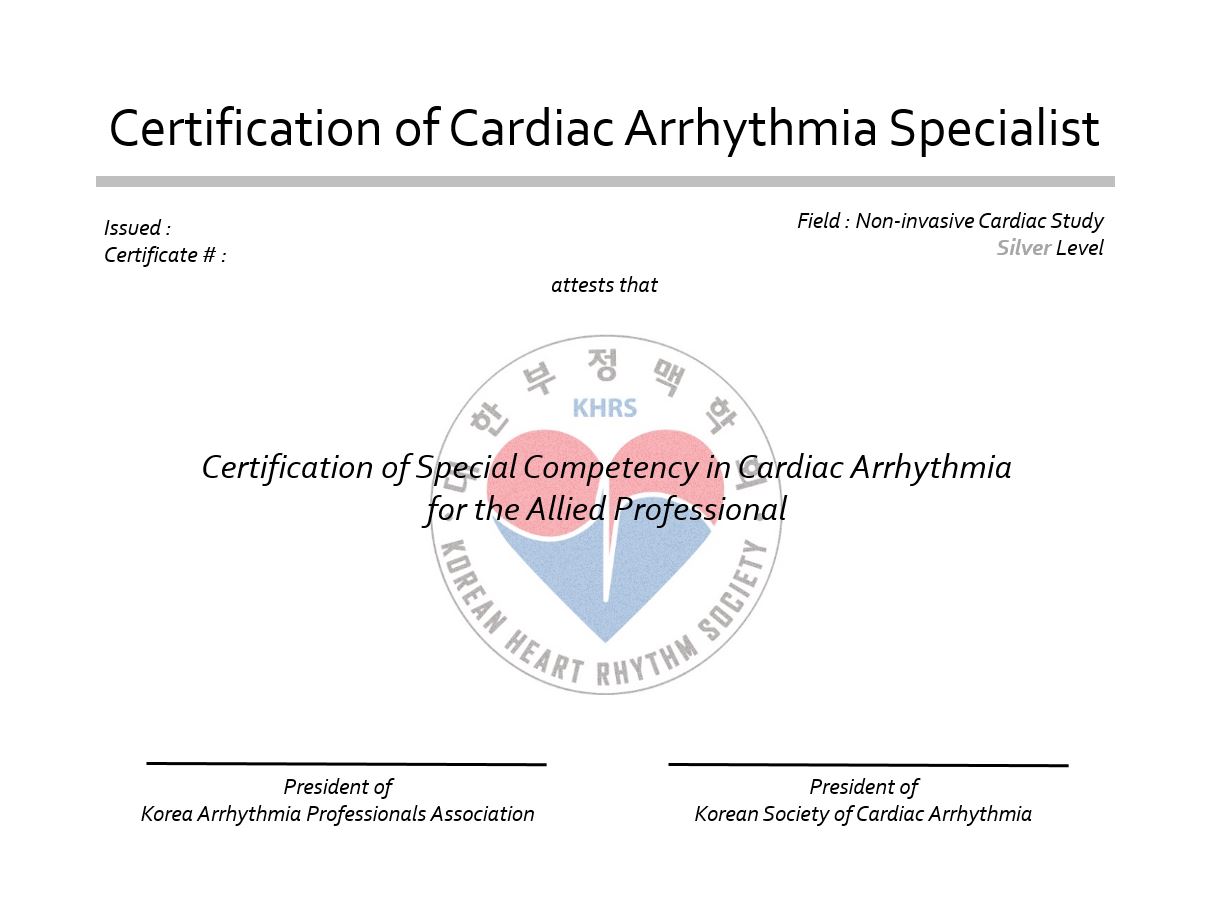 Certification of Cardiac Arrhythmia Specialist
Issued :
Certificate # :
Field : Non-invasive Cardiac Study
Silver Level
attests that
대한부정맥학회
KHRS
Certification of Special Competency in Cardiac Arrhythmia
for the Allied Professional
KOREAN HEART RHYTHM SOCIETY
President of
Korea Arrhythmia Professionals Association
President of
Korean Society of Cardiac Arrhythmia